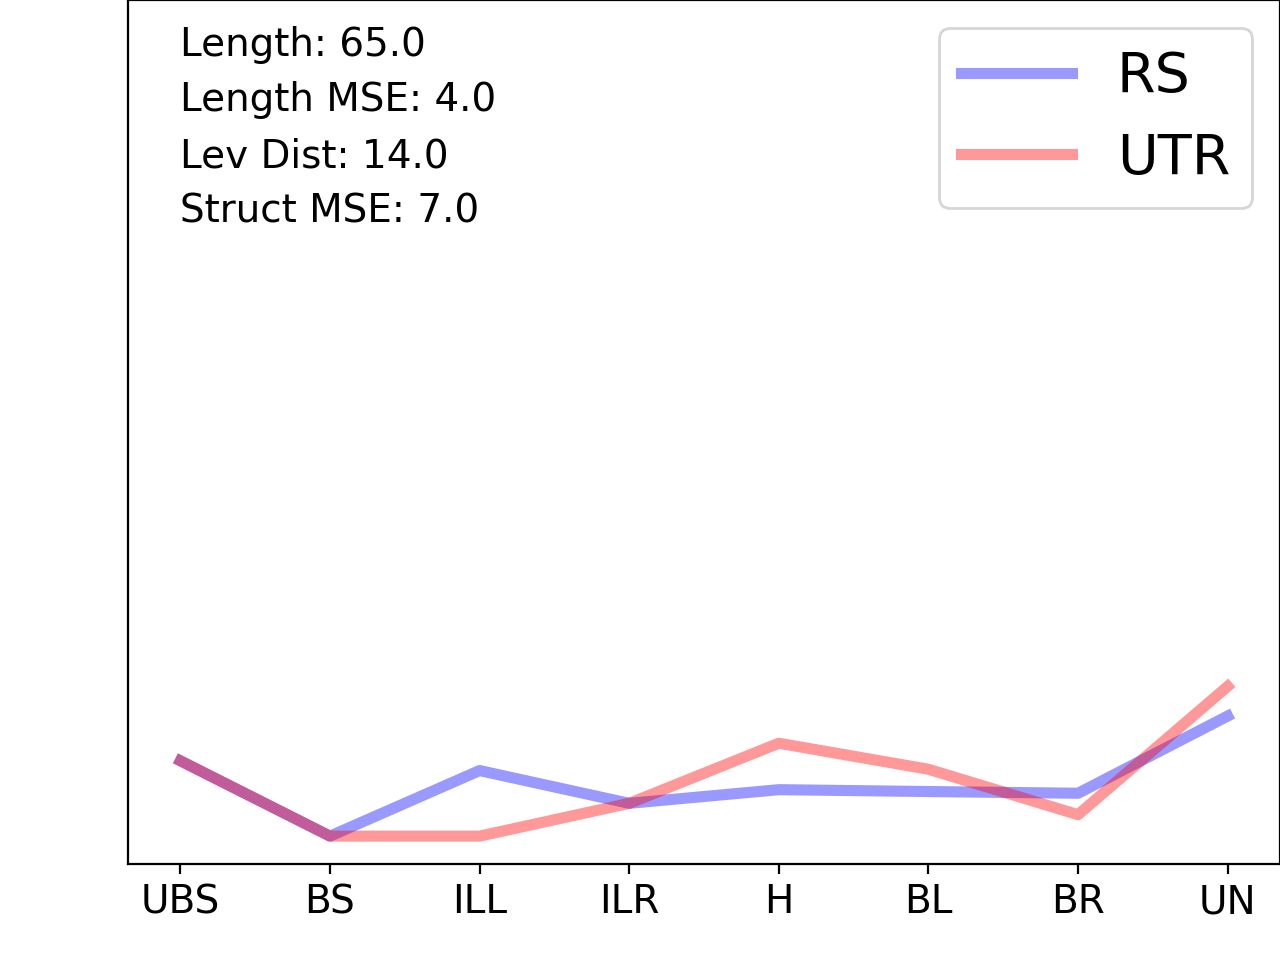 Length: 65.0
Length MSE: 4.0
Lev Dist: 14.0
Struct MSE: 7.0
RS
UTR
UBS BS ILL ILR H BL BR UN